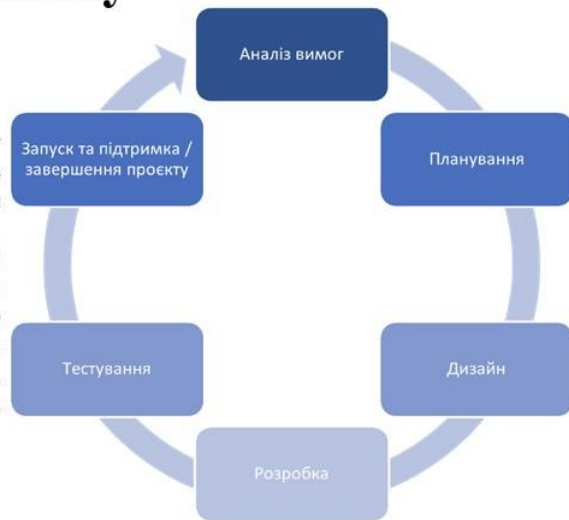 Аналіз вимог
Планування
Дизайн
Розробка
Тестування
Запуск та підтримка /
завершення проєкту